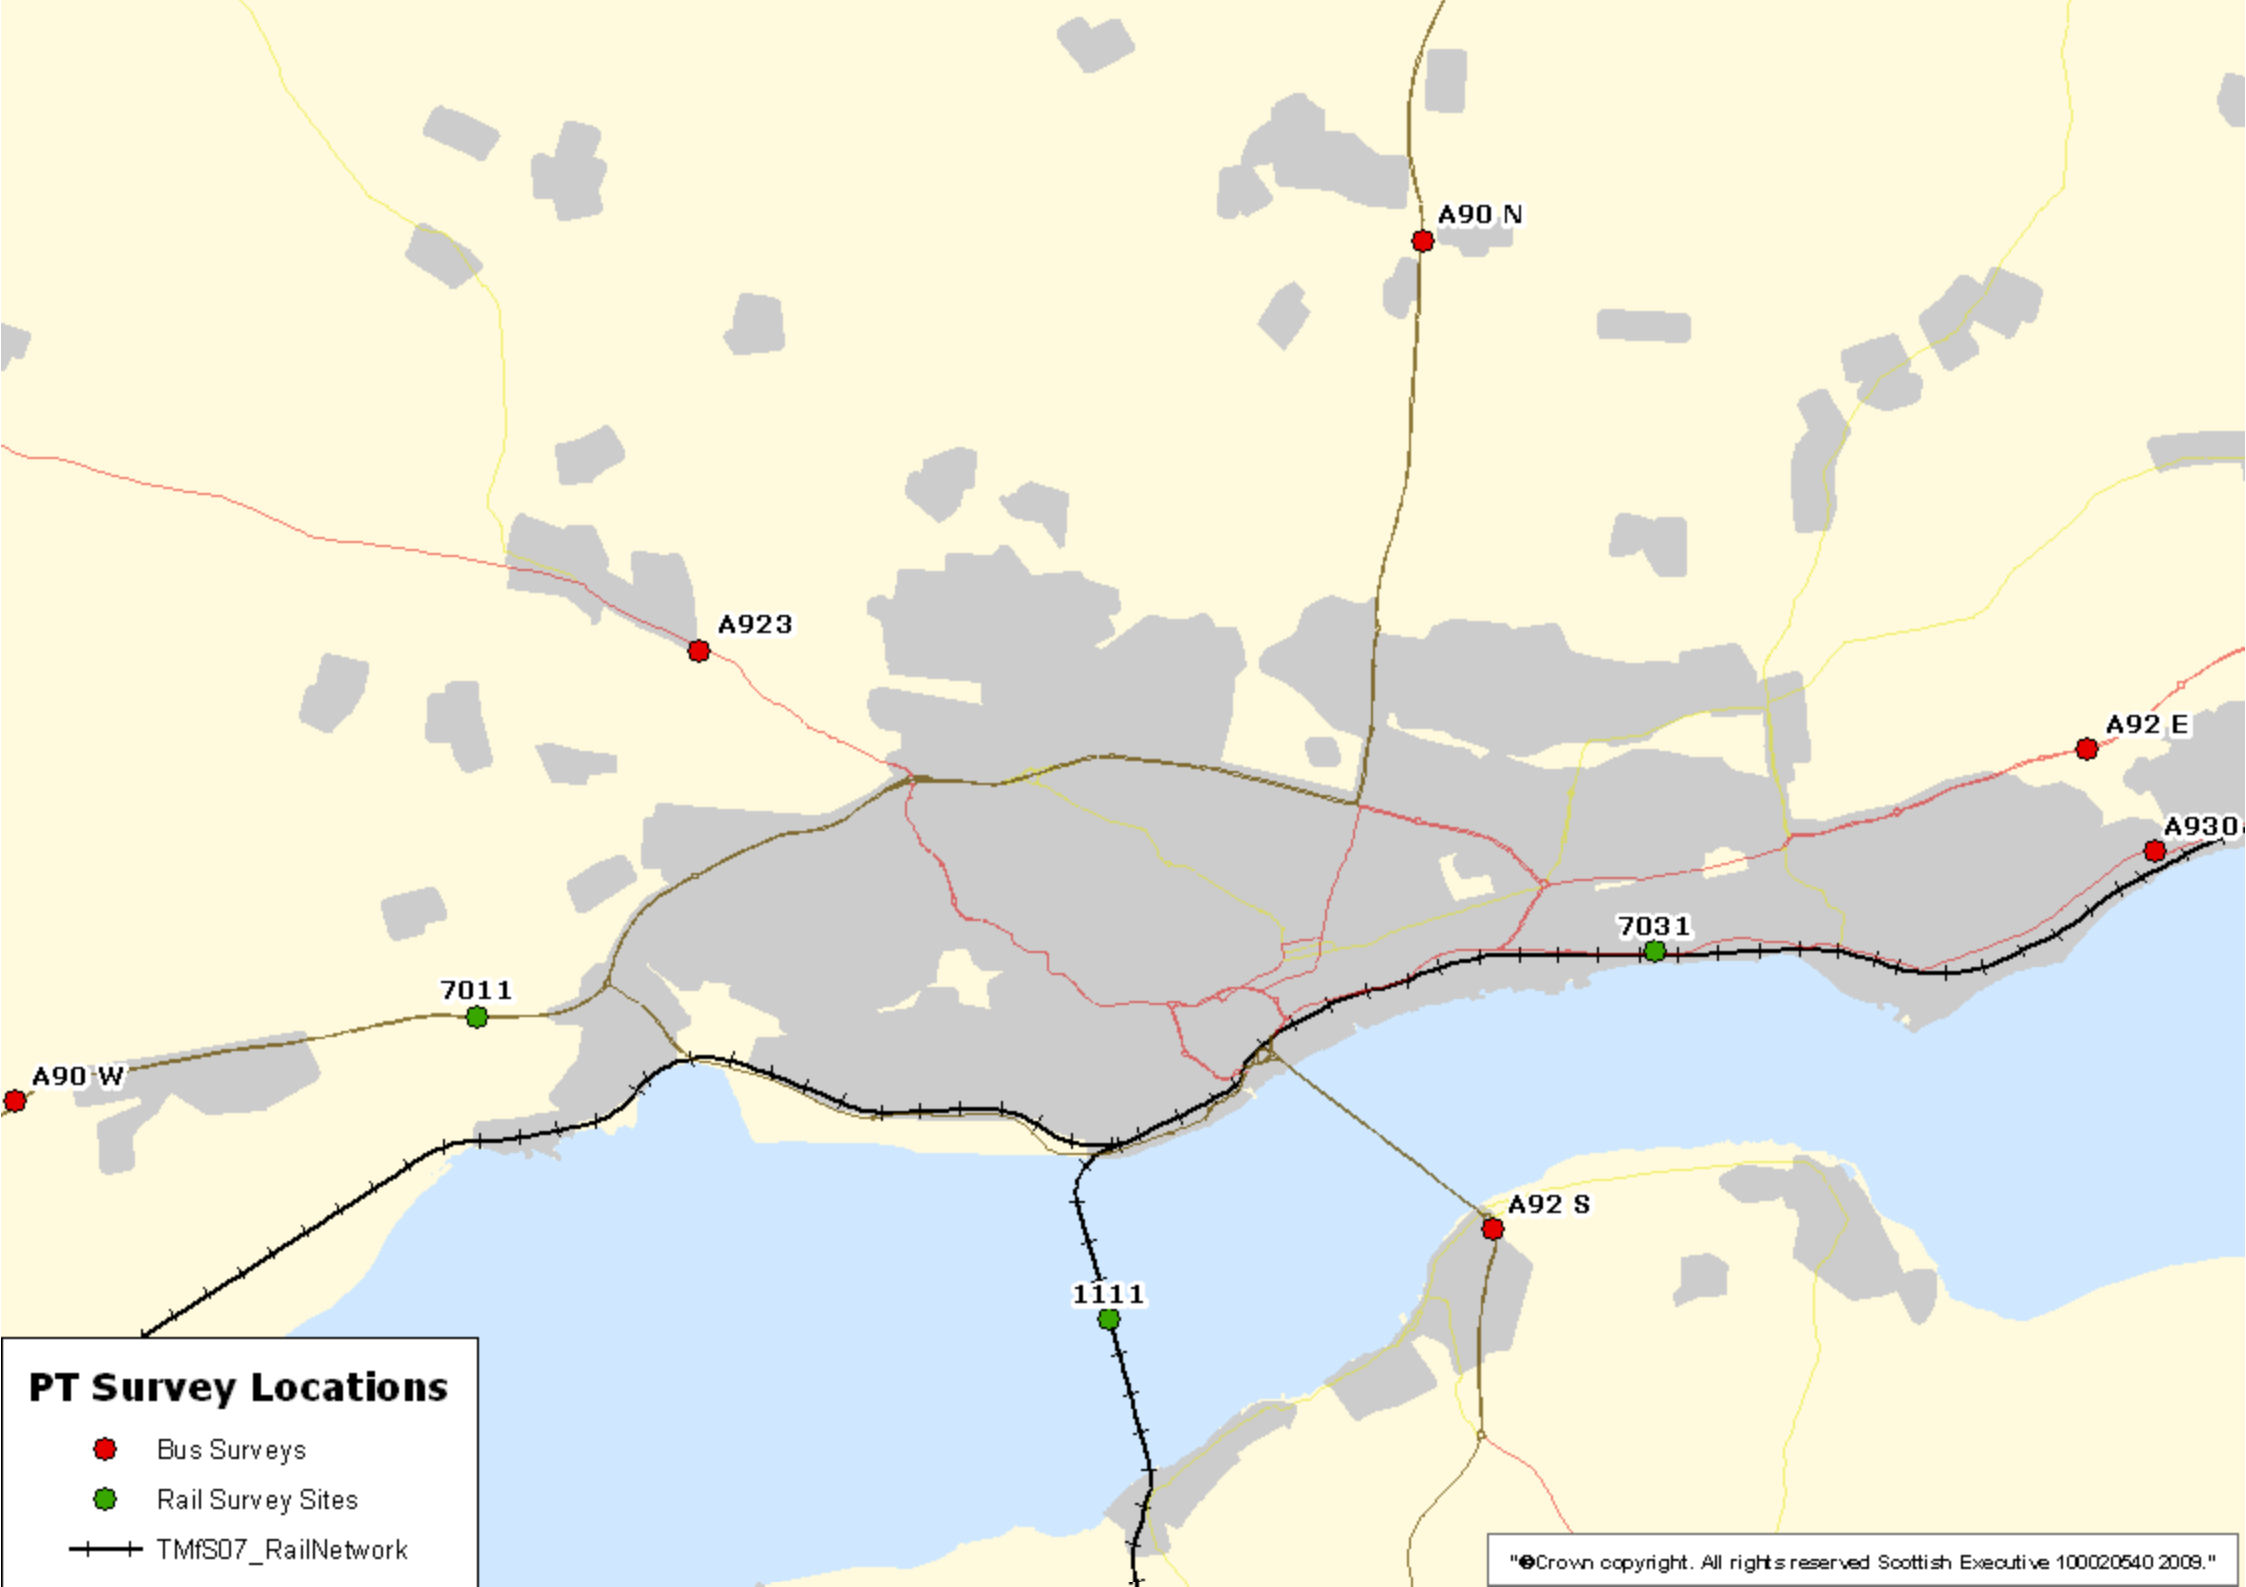 A90 N
A923
A92 E
A930
7031
7011
A90 W
A92 S
1111
PT Survey Locations
Bus Surveys
Rail Survey Sites
TMfS07_RailNetwork
"©Crown copyright. All rights reserved Scottish Executive 100020540 2009."